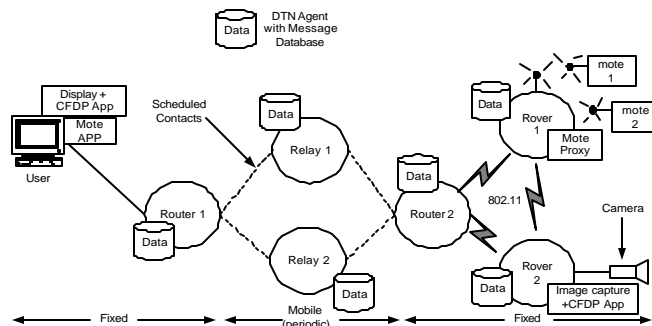 DTN Agent
with Message
Database
Data
Display +
CFDP App
Mote
APP
User
Scheduled
Contacts
Data
Relay 1
Router 1
Data
Relay 2
Data
Data
Router 2
802.11
Data
Rover
1
Mote
Proxy
mote
1
mote
2
Camera
Rover
2
Data
Image capture
+CFDP App
Fixed
Mobile
(periodic)
Fixed